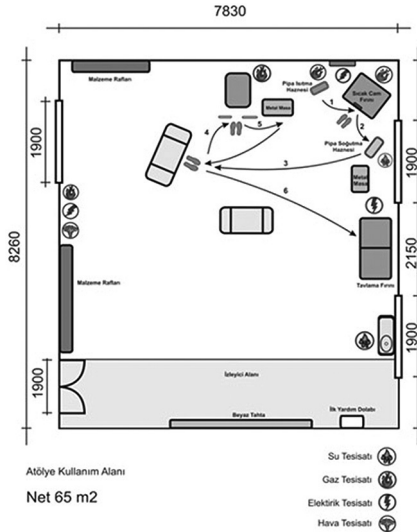 7830
Malzeme Rafları
Pipa Isıtma
Haznesi
Sıcak Cam
Fırını
Metal Masa
1
2
4
5
Pipa Soğutma
Haznesi
3
1900
1900
Metal
Masa
6
8260
2150
Malzeme Rafları
Tavlama Fırını
1900
1900
İzleyici Alanı
Beyaz Tahta
İlk Yardım Dolabı
Su Tesisatı
Atölye Kullanım Alanı
Gaz Tesisatı
Net 65 m2
Elektirik Tesisatı
Hava Tesisatı